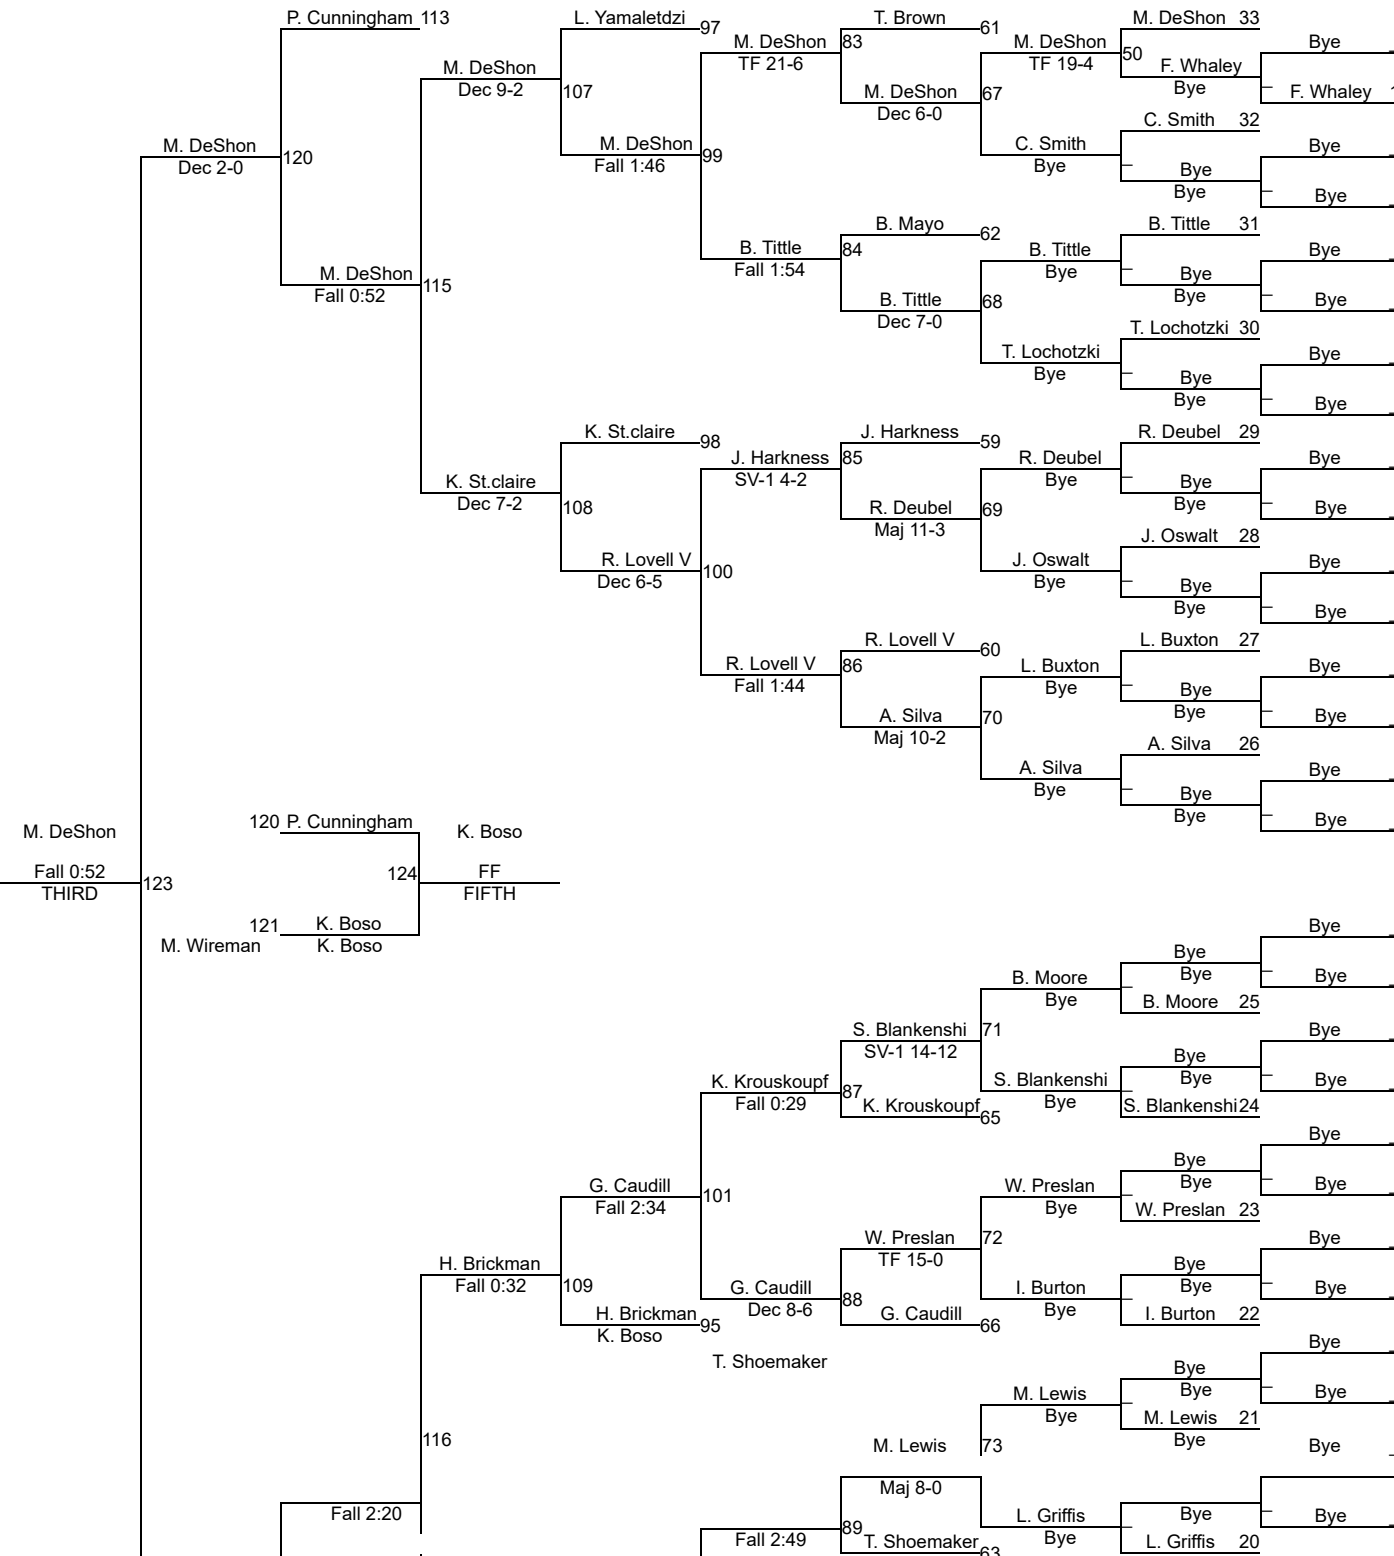 P. Cunningham 113
L. Yamaletdzi 97
T. Brown 61
M. DeShon 33
M. DeShon 83
TF 21-6
M. DeShon
TF 19-4
50
Bye
M. DeShon
Dec 9-2
107
M. DeShon
Dec 6-0
67
F. Whaley
Bye
F. Whaley
C. Smith 32
M. DeShon
Dec 2-0
120
M. DeShon
Fall 1:46
99
C. Smith
Bye
Bye
Bye
Bye
Bye
B. Mayo 62
B. Tittle 31
B. Tittle
Fall 1:54
84
B. Tittle
Bye
Bye
M. DeShon
Fall 0:52
115
B. Tittle
Dec 7-0
68
Bye
Bye
Bye
T. Lochotzki 30
T. Lochotzki
Bye
Bye
Bye
Bye
Bye
K. St.claire 98
J. Harkness 59
R. Deubel 29
J. Harkness 85
SV-1 4-2
R. Deubel
Bye
Bye
K. St.claire
Dec 7-2
108
R. Deubel
Maj 11-3
69
Bye
Bye
Bye
J. Oswalt 28
R. Lovell V
Dec 6-5
100
J. Oswalt
Bye
Bye
Bye
Bye
Bye
R. Lovell V 60
L. Buxton 27
R. Lovell V 86
Fall 1:44
L. Buxton
Bye
Bye
A. Silva
Maj 10-2
70
Bye
Bye
Bye
A. Silva 26
A. Silva
Bye
Bye
Bye
Bye
Bye
M. DeShon
120 P. Cunningham
K. Boso
Fall 0:52
THIRD
123
124
FF
FIFTH
121 K. Boso
M. Wireman
K. Boso
Bye
B. Moore
Bye
Bye
Bye
Bye
B. Moore 25
S. Blankenshi 71
SV-1 14-12
Bye
K. Krouskoupf
Fall 0:29
87
K. Krouskoupf 65
S. Blankenshi
Bye
Bye
Bye
Bye
S. Blankenshi 24
Bye
G. Caudill
Fall 2:34
101
W. Preslan
Bye
Bye
Bye
Bye
W. Preslan 23
W. Preslan
TF 15-0
72
Bye
H. Brickman
Fall 0:32
109
G. Caudill
Dec 8-6
88
G. Caudill 66
I. Burton
Bye
Bye
Bye
Bye
I. Burton 22
H. Brickman 95
K. Boso
T. Shoemaker
Bye
M. Lewis
Bye
Bye
Bye
Bye
M. Lewis 21
116
M. Lewis 73
Bye
Bye
Maj 8-0
Fall 2:20
L. Griffis
Bye
Bye
Bye
Fall 2:49
89
T. Shoemaker 63
L. Griffis 20